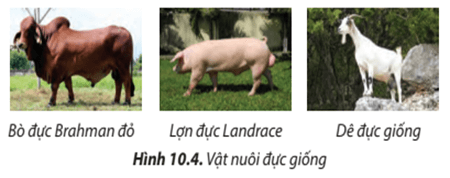 Bò đực Brahman đỏ
Lợn đực Landrace
Dê đực giống
Hình 10.4. Vật nuôi đực giống